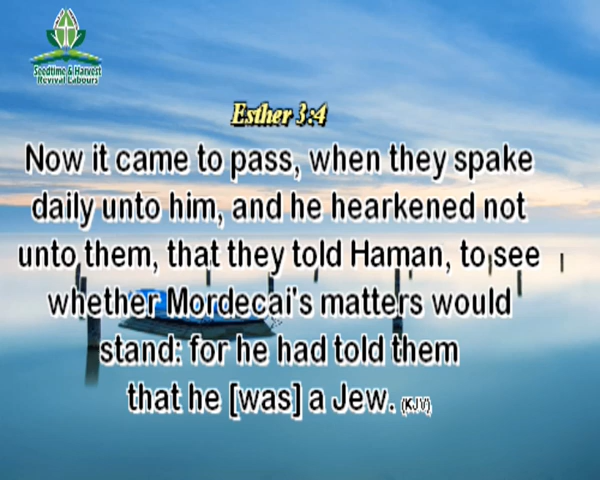 Seedtime & Harvest
Revival Labours
Esther 3:4
Now it came to pass, when they spake
daily unto him, and he hearkened not
unto them, that they told Haman, to see
whether Mordecai's matters would
stand: for he had told them
that he [was] a Jew. (KJV)